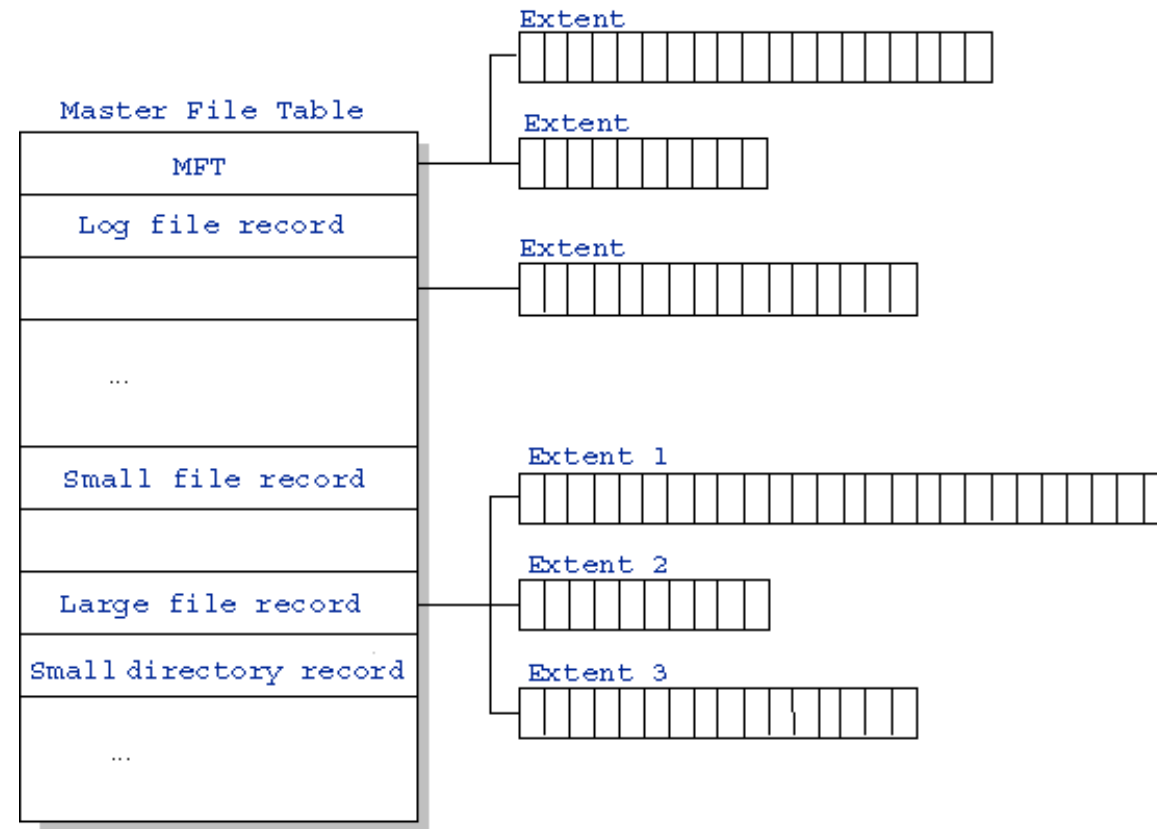 Master File Table
MFT
Log file record
...
Small file record
Large file record
Small directory record
...
Extent
Extent
Extent
Extent 1
Extent 2
Extent 3